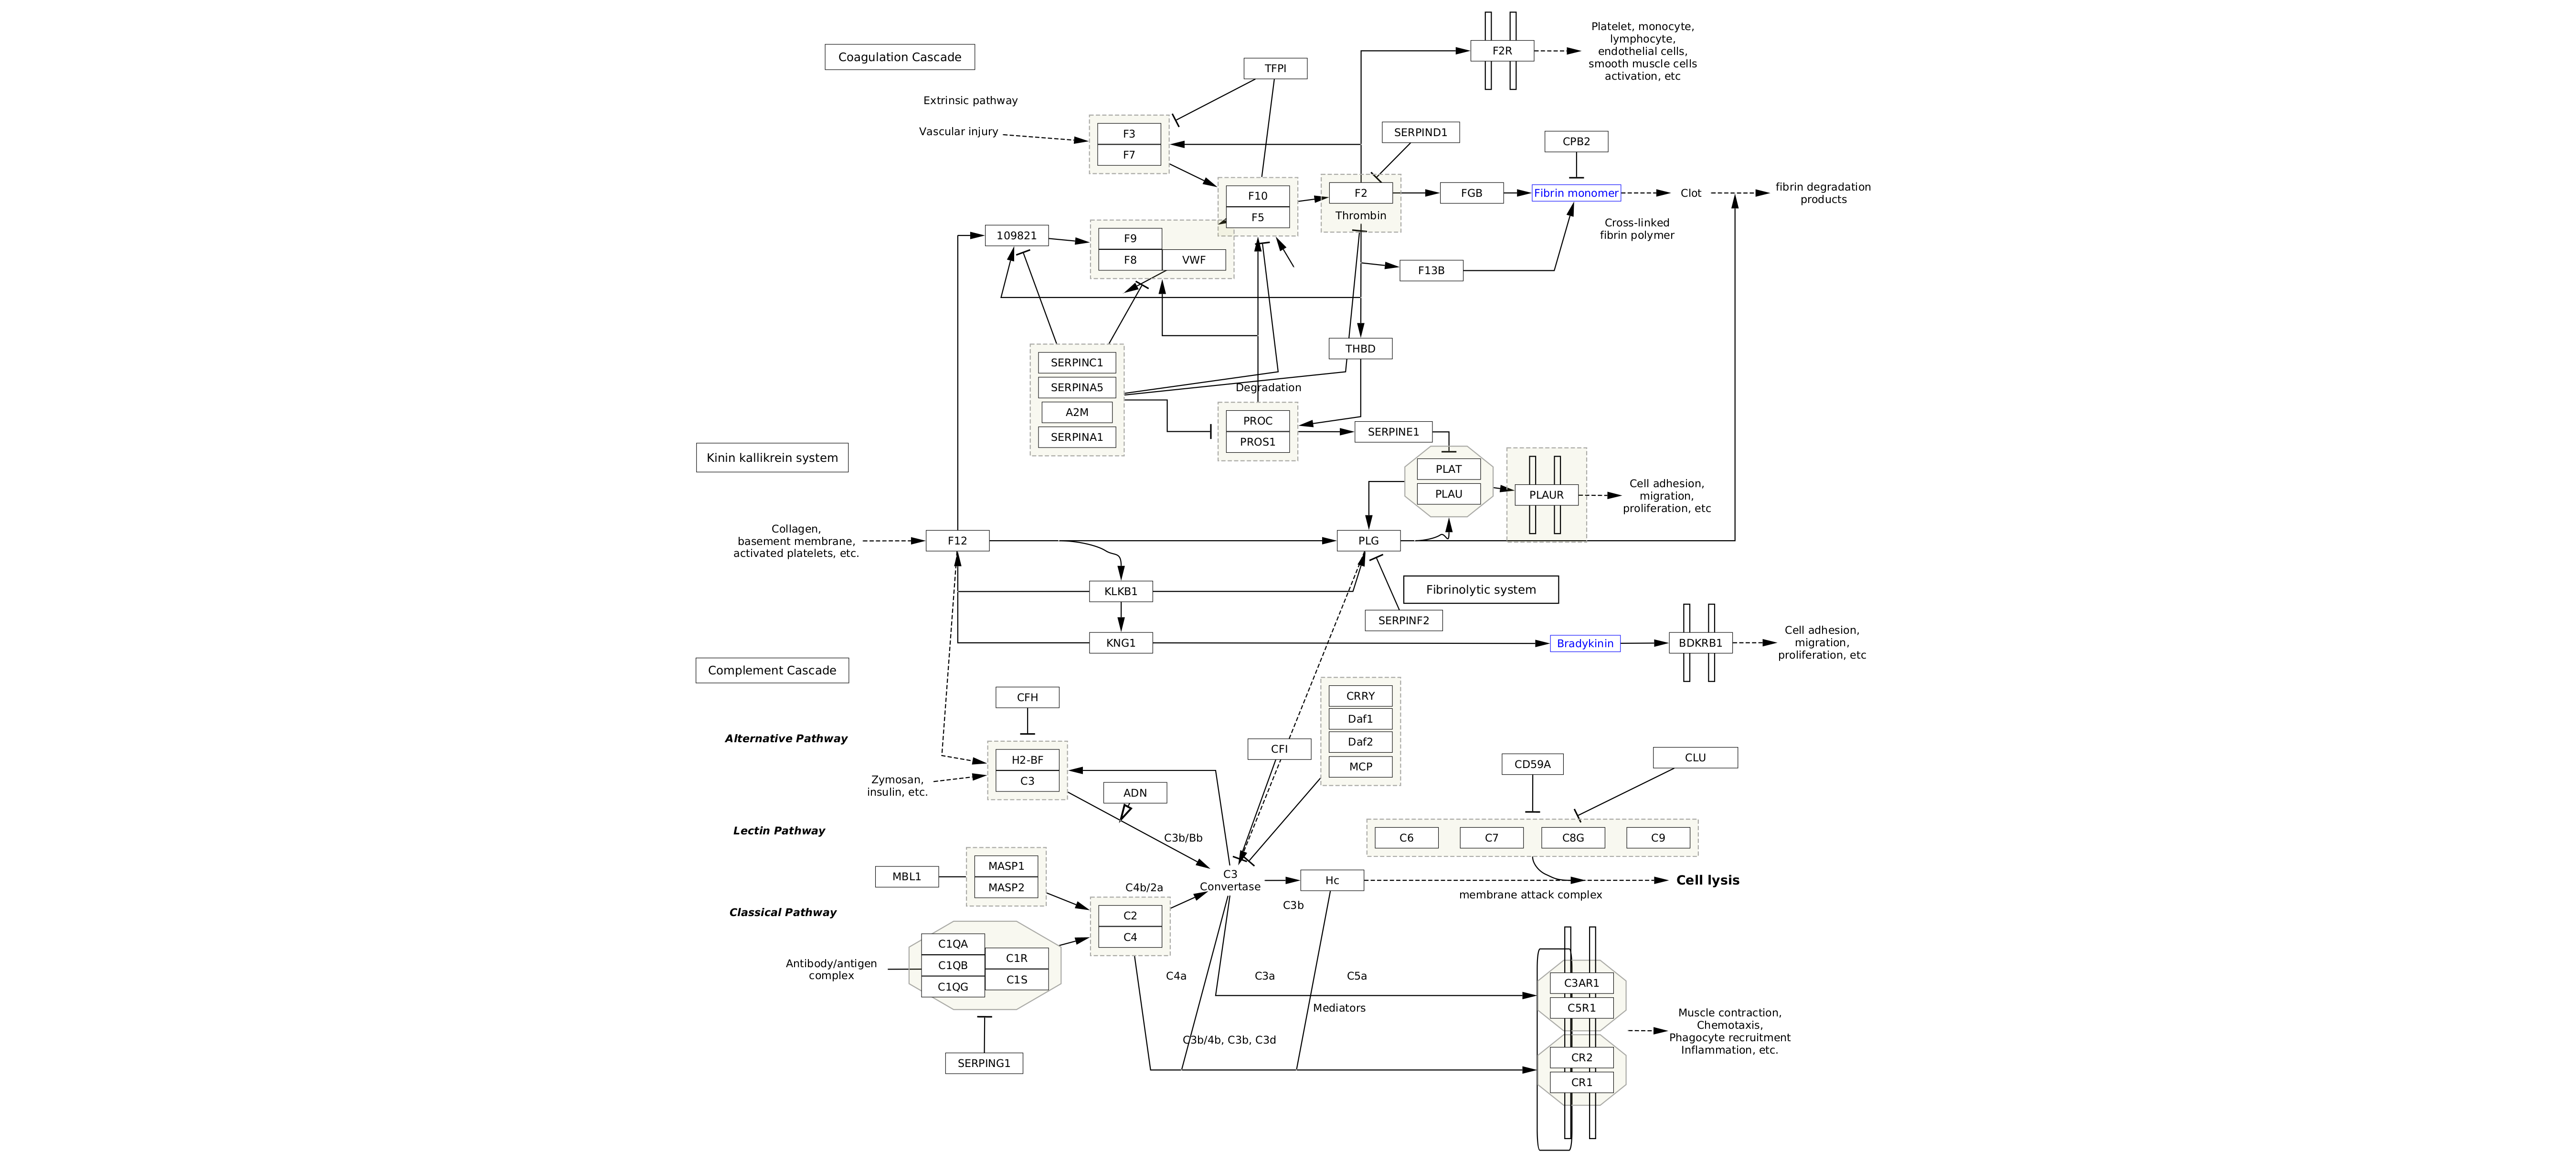 Coagulation Cascade
Extrinsic pathway
Vascular injury
TFPI
F3
F7
F2R
Platelet, monocyte,
lymphocyte,
endothelial cells,
smooth muscle cells
activation, etc
SERPIND1
CPB2
F10
F5
F2
Thrombin
FGB
Fibrin monomer
Clot
fibrin degradation
products
Cross-linked
fibrin polymer
109821
F9
F8
VWF
F13B
THBD
SERPINC1
SERPINA5
A2M
SERPINA1
Degradation
PROC
PROS1
SERPINE1
PLAT
PLAU
PLAUR
Cell adhesion,
migration,
proliferation, etc
Kinin kallikrein system
Collagen,
basement membrane,
activated platelets, etc.
F12
PLG
KLKB1
Fibrinolytic system
SERPINF2
KNG1
Bradykinin
BDKRB1
Cell adhesion,
migration,
proliferation, etc
Complement Cascade
CFH
CRRY
Daf1
Daf2
MCP
Alternative Pathway
H2-BF
C3
CFI
CD59A
CLU
Zymosan,
insulin, etc.
ADN
C3b/Bb
Lectin Pathway
C6
C7
C8G
C9
MBL1
MASP1
MASP2
C4b/2a
C3
Convertase
Hc
C3b
membrane attack complex
Cell lysis
Classical Pathway
C2
C4
C1QA
C1QB
C1QG
C1R
C1S
Antibody/antigen
complex
C4a
C3a
C5a
Mediators
C3AR1
C5R1
CR2
CR1
Muscle contraction,
Chemotaxis,
Phagocyte recruitment
Inflammation, etc.
C3b/4b, C3b, C3d
SERPING1